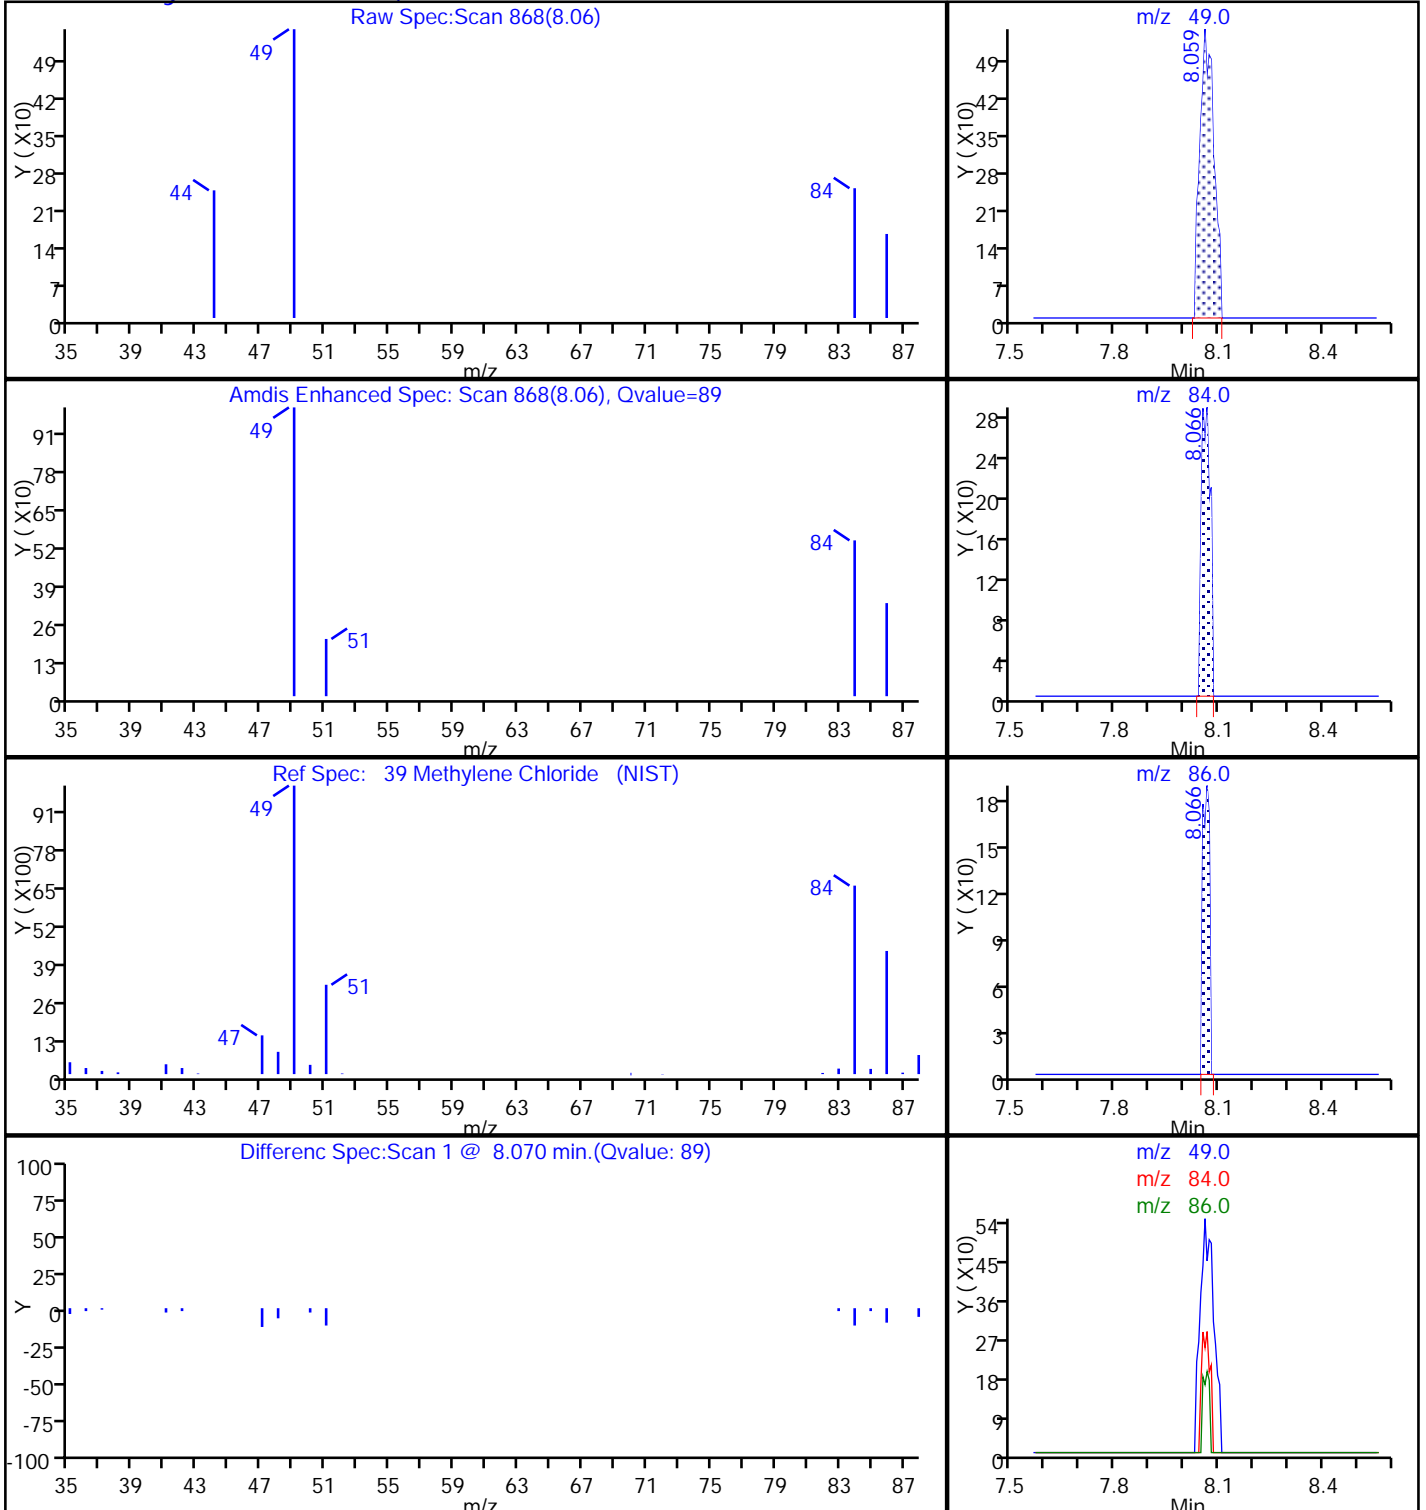 Raw Spec:Scan 868(8.06)
Y ( X10)
49
42
35
28
21
14
7
0
44
49
84
35 39 43 47 51 55 59 63 67 71 75 79 83 87
m/z
m/z 49.0
Y ( X10)
49
42
35
28
21
14
7
0
8.059
7.5 7.8 8.1 8.4
Min
Amdis Enhanced Spec: Scan 868(8.06), Qvalue=89
Y ( X10)
91
78
65
52
39
26
13
0
49
51
84
35 39 43 47 51 55 59 63 67 71 75 79 83 87
m/z
m/z 84.0
Y ( X10)
28
24
20
16
12
8
4
0
8.066
7.5 7.8 8.1 8.4
Min
Ref Spec: 39 Methylene Chloride (NIST)
Y ( X100)
91
78
65
52
39
26
13
0
47
49
51
84
35 39 43 47 51 55 59 63 67 71 75 79 83 87
m/z
m/z 86.0
Y ( X10)
18
15
12
9
6
3
0
8.066
7.5 7.8 8.1 8.4
Min
Differenc Spec:Scan 1 @ 8.070 min.(Qvalue: 89)
Y
100
75
50
25
0
-25
-50
-75
-100
35 39 43 47 51 55 59 63 67 71 75 79 83 87
m/z
m/z 49.0
m/z 84.0
m/z 86.0
Y ( X10)
54
45
36
27
18
9
0
7.5 7.8 8.1 8.4
Min